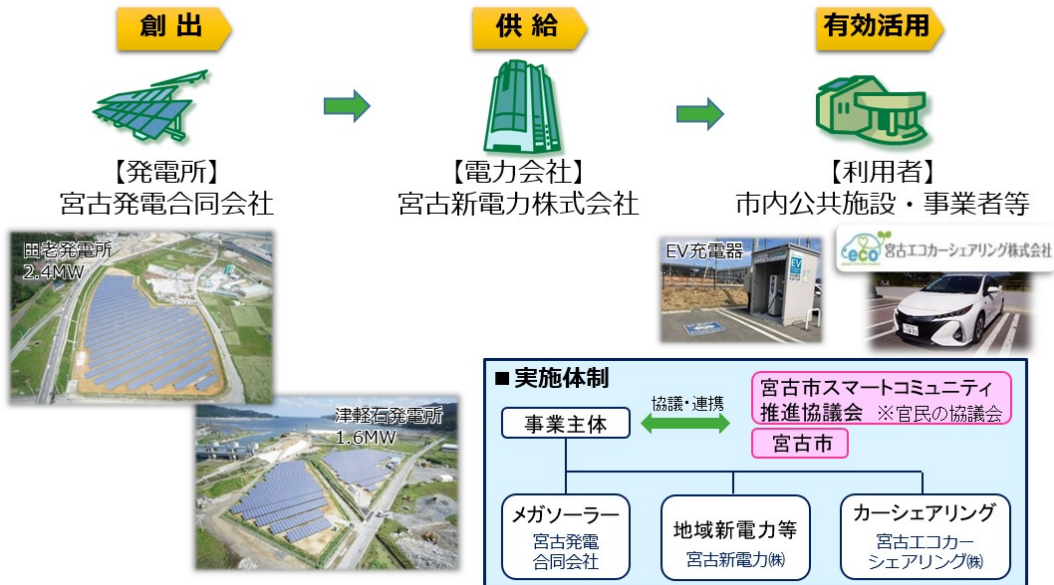 創出
供給
有効活用
【発電所】
宮古発電合同会社
【電力会社】
宮古新電力株式会社
【利用者】
市内公共施設・事業者等
田老発電所
2.4MW
津軽石発電所
1.6MW
EV充電器
EV
eco 宮古エコカーシェアリング株式会社
■実施体制
事業主体
協議・連携
宮古市スマートコミュニティ
推進協議会 ※官民の協議会
宮古市
メガソーラー
宮古発電
合同会社
地域新電力等
宮古新電力㈱
カーシェアリング
宮古エコカー
シェアリング㈱